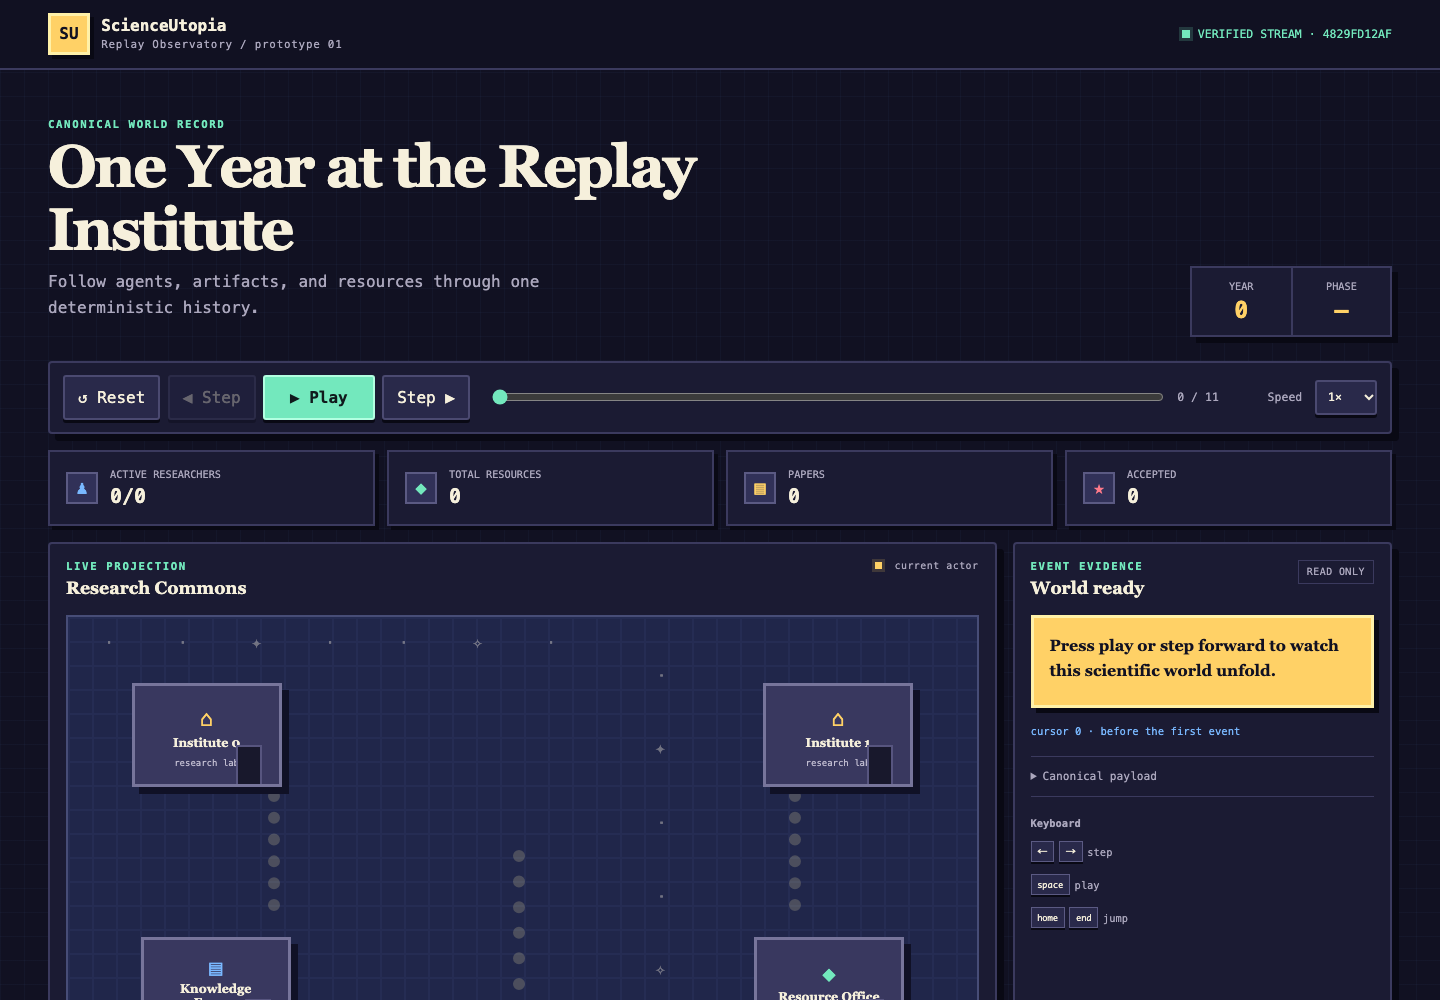 SU
ScienceUtopia
Replay Observatory / prototype 01
VERIFIED STREAM · 4829FD12AF
CANONICAL WORLD RECORD
One Year at the Replay
Institute
Follow agents, artifacts, and resources through one
deterministic history.
YEAR
0
PHASE
—
↺ Reset
◀ Step
▶ Play
Step ▶
0 / 11
Speed
1×
ACTIVE RESEARCHERS
0/0
TOTAL RESOURCES
0
PAPERS
0
ACCEPTED
0
LIVE PROJECTION
Research Commons
current actor
Institute 0
research lab
Institute 1
research lab
Knowledge
Resource Office
EVENT EVIDENCE
World ready
READ ONLY
Press play or step forward to watch
this scientific world unfold.
cursor 0 · before the first event
▶ Canonical payload
Keyboard
← → step
space play
home end jump